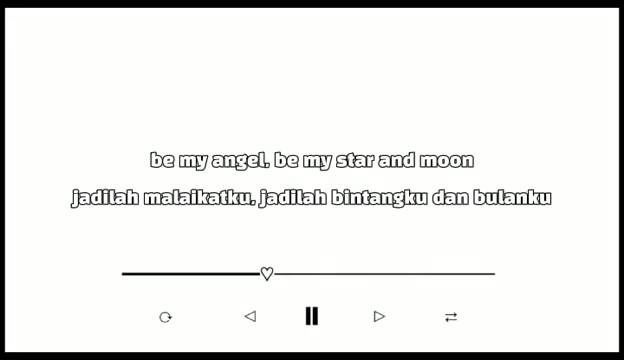 be my angel, be my star and moon
jadilah malaikatku, jadilah bintangku dan bulanku